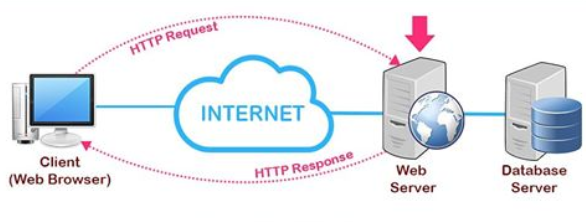 HTTP Request
INTERNET
HTTP Response
Client
(Web Browser)
Web
Server
Database
Server